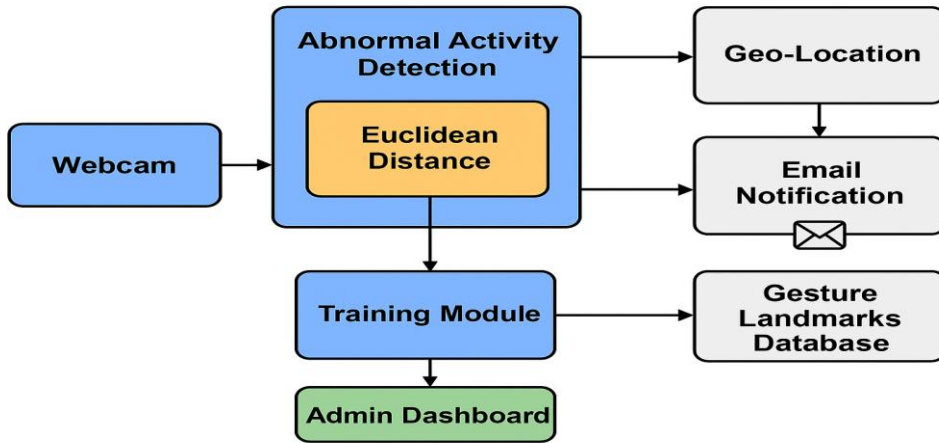 Abnormal Activity
Detection
Euclidean
Distance
Webcam
Geo-Location
Email
Notification
Training Module
Gesture
Landmarks
Database
Admin Dashboard